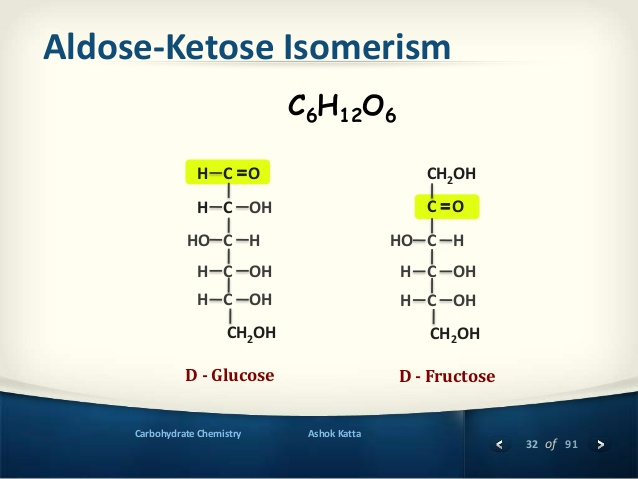 Aldose-Ketose Isomerism
C6H12O6
H C=O
H C OH
HO C H
H C OH
H C OH
CH2OH
D - Glucose
CH2OH
C=O
HO C H
H C OH
H C OH
CH2OH
D - Fructose
Carbohydrate Chemistry Ashok Katta
< 32 of 91 >